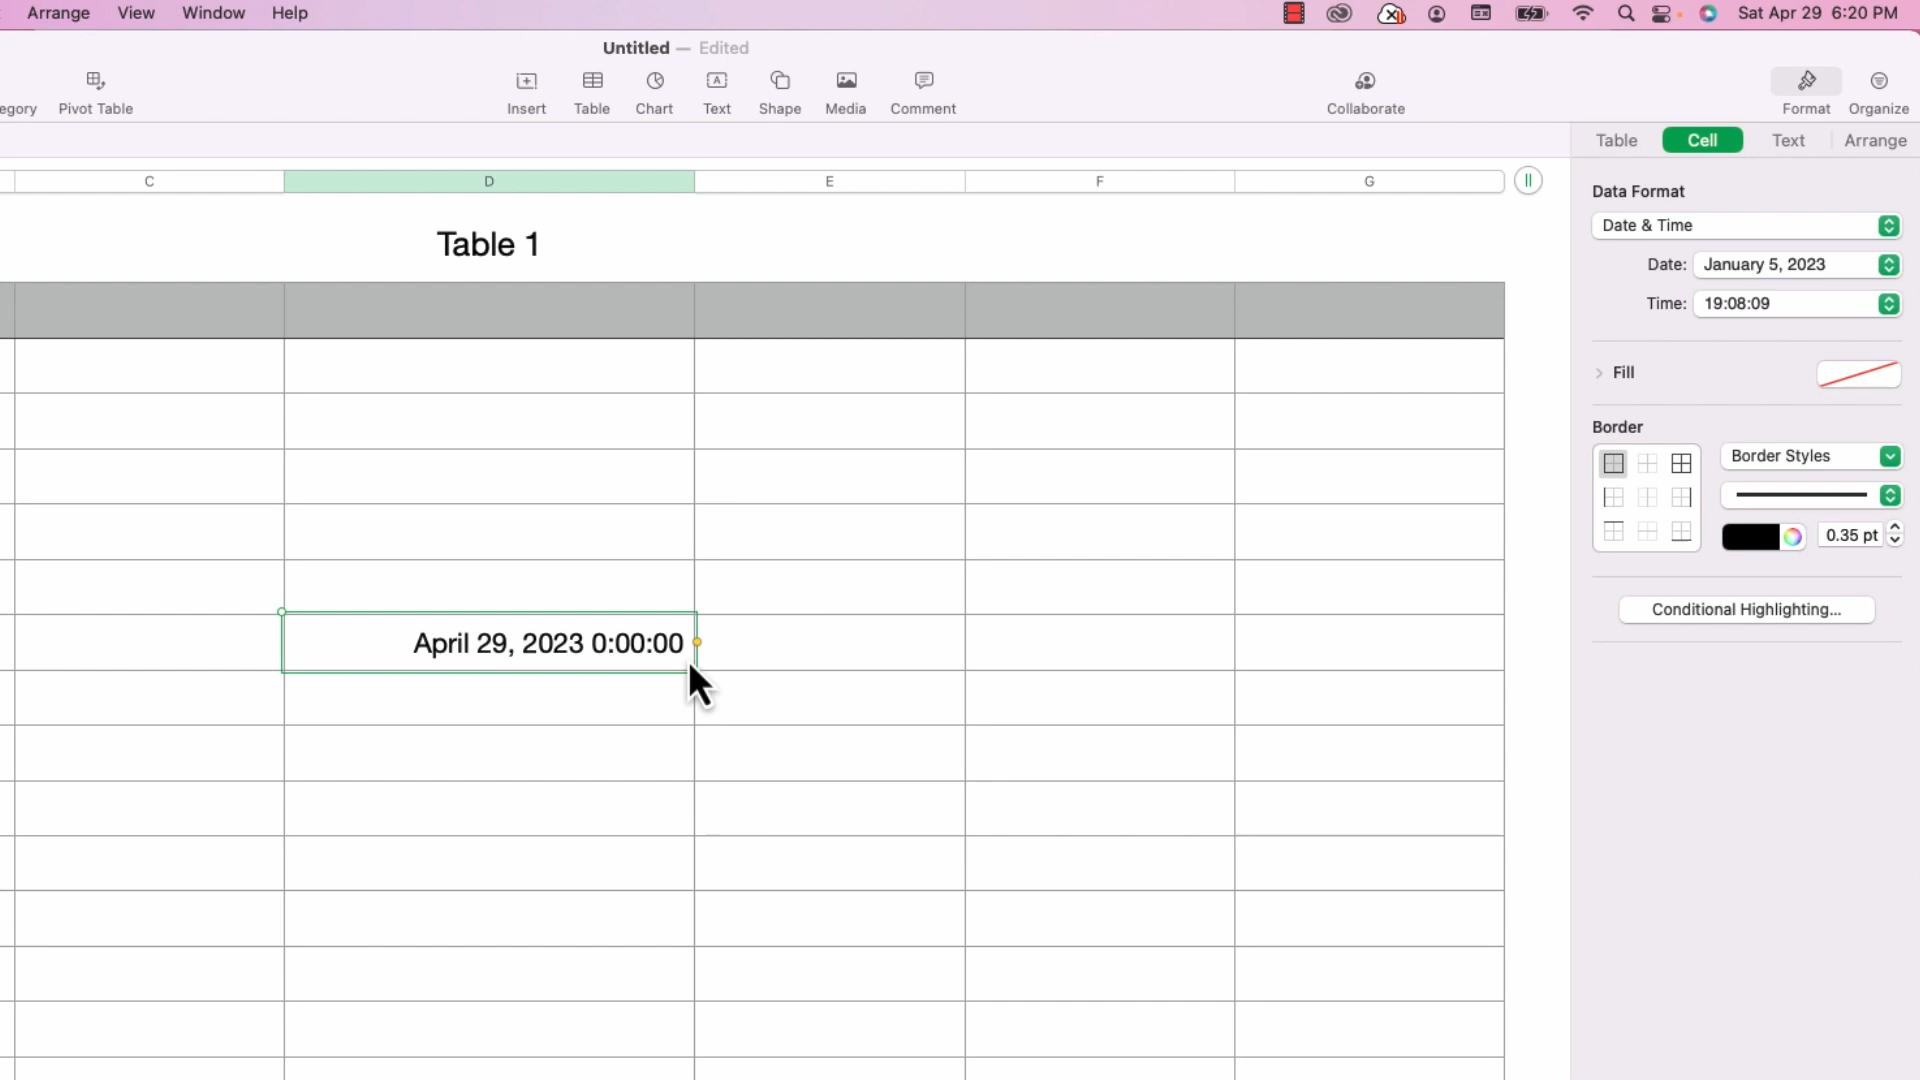 Arrange View Window Help Sat Apr 29 6:20 PM
Untitled — Edited
egory Pivot Table Insert Table Chart Text Shape Media Comment Collaborate Format Organize
Table Cell Text Arrange
C D E F G
Table 1
April 29, 2023 0:00:00
Data Format
Date & Time
Date: January 5, 2023
Time: 19:08:09
Fill
Border
Border Styles
0.35 pt
Conditional Highlighting...